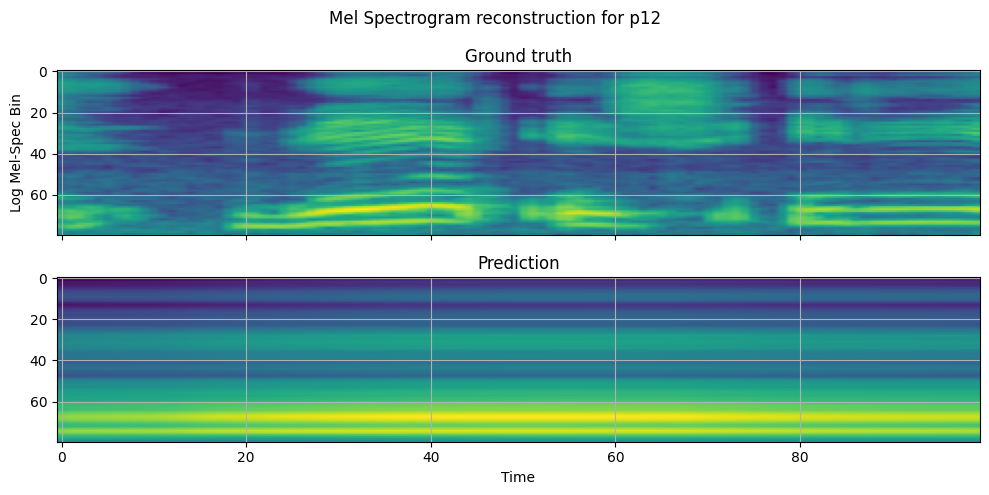 Mel Spectrogram reconstruction for p12
Ground truth
0
20
40
60
Log Mel-Spec Bin
Prediction
0
20
40
60
0 20 40 60 80
Time